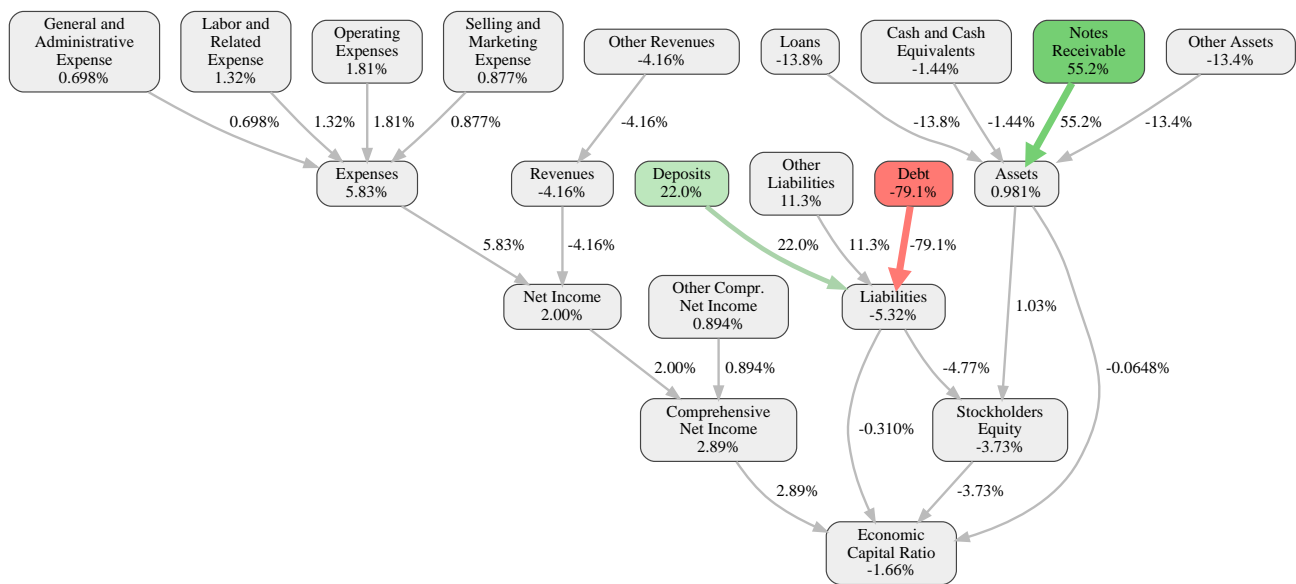 General and
Administrative
Expense
0.698%
Labor and
Related
Expense
1.32%
Operating
Expenses
1.81%
Selling and
Marketing
Expense
0.877%
Other Revenues
-4.16%
Loans
-13.8%
Cash and Cash
Equivalents
-1.44%
Notes
Receivable
55.2%
Other Assets
-13.4%
0.698%
1.32%
1.81%
0.877%
-4.16%
-13.8%
-1.44%
55.2%
-13.4%
Expenses
5.83%
Revenues
-4.16%
Deposits
22.0%
Other
Liabilities
11.3%
Debt
-79.1%
Assets
0.981%
5.83%
-4.16%
22.0%
11.3%
-79.1%
1.03%
Net Income
2.00%
Other Compr.
Net Income
0.894%
Liabilities
-5.32%
2.00%
0.894%
-4.77%
-0.0648%
Comprehensive
Net Income
2.89%
-0.310%
Stockholders
Equity
-3.73%
2.89%
-3.73%
Economic
Capital Ratio
-1.66%